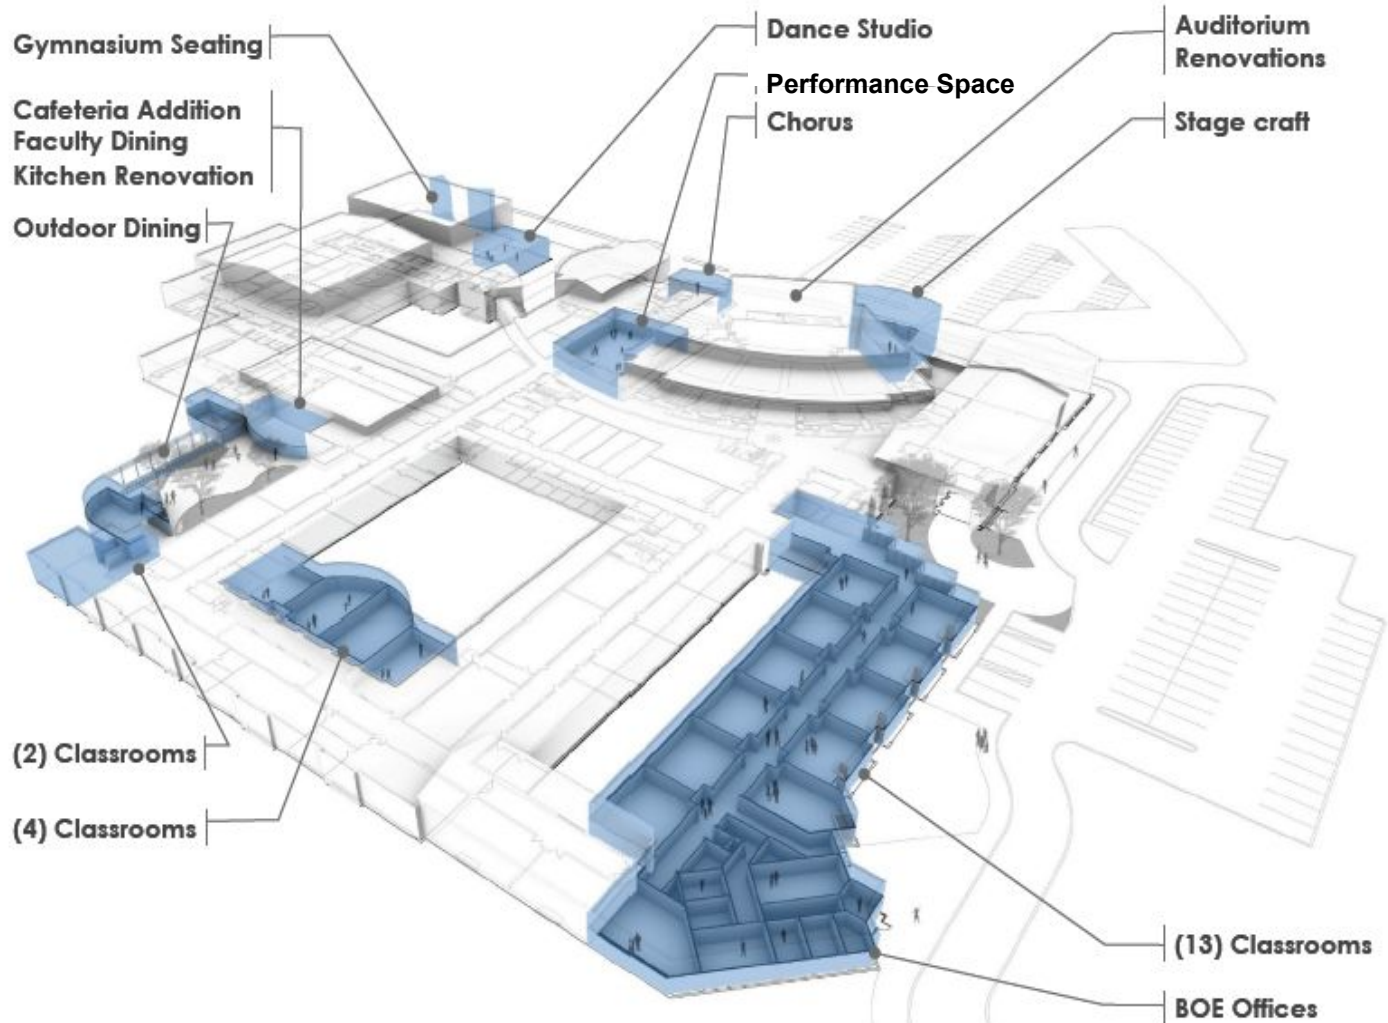 Gymnasium Seating
Cafeteria Addition
Faculty Dining
Kitchen Renovation
Outdoor Dining
Dance Studio
Performance Space
Chorus
Auditorium
Renovations
Stage craft
(2) Classrooms
(4) Classrooms
(13) Classrooms
BOE Offices